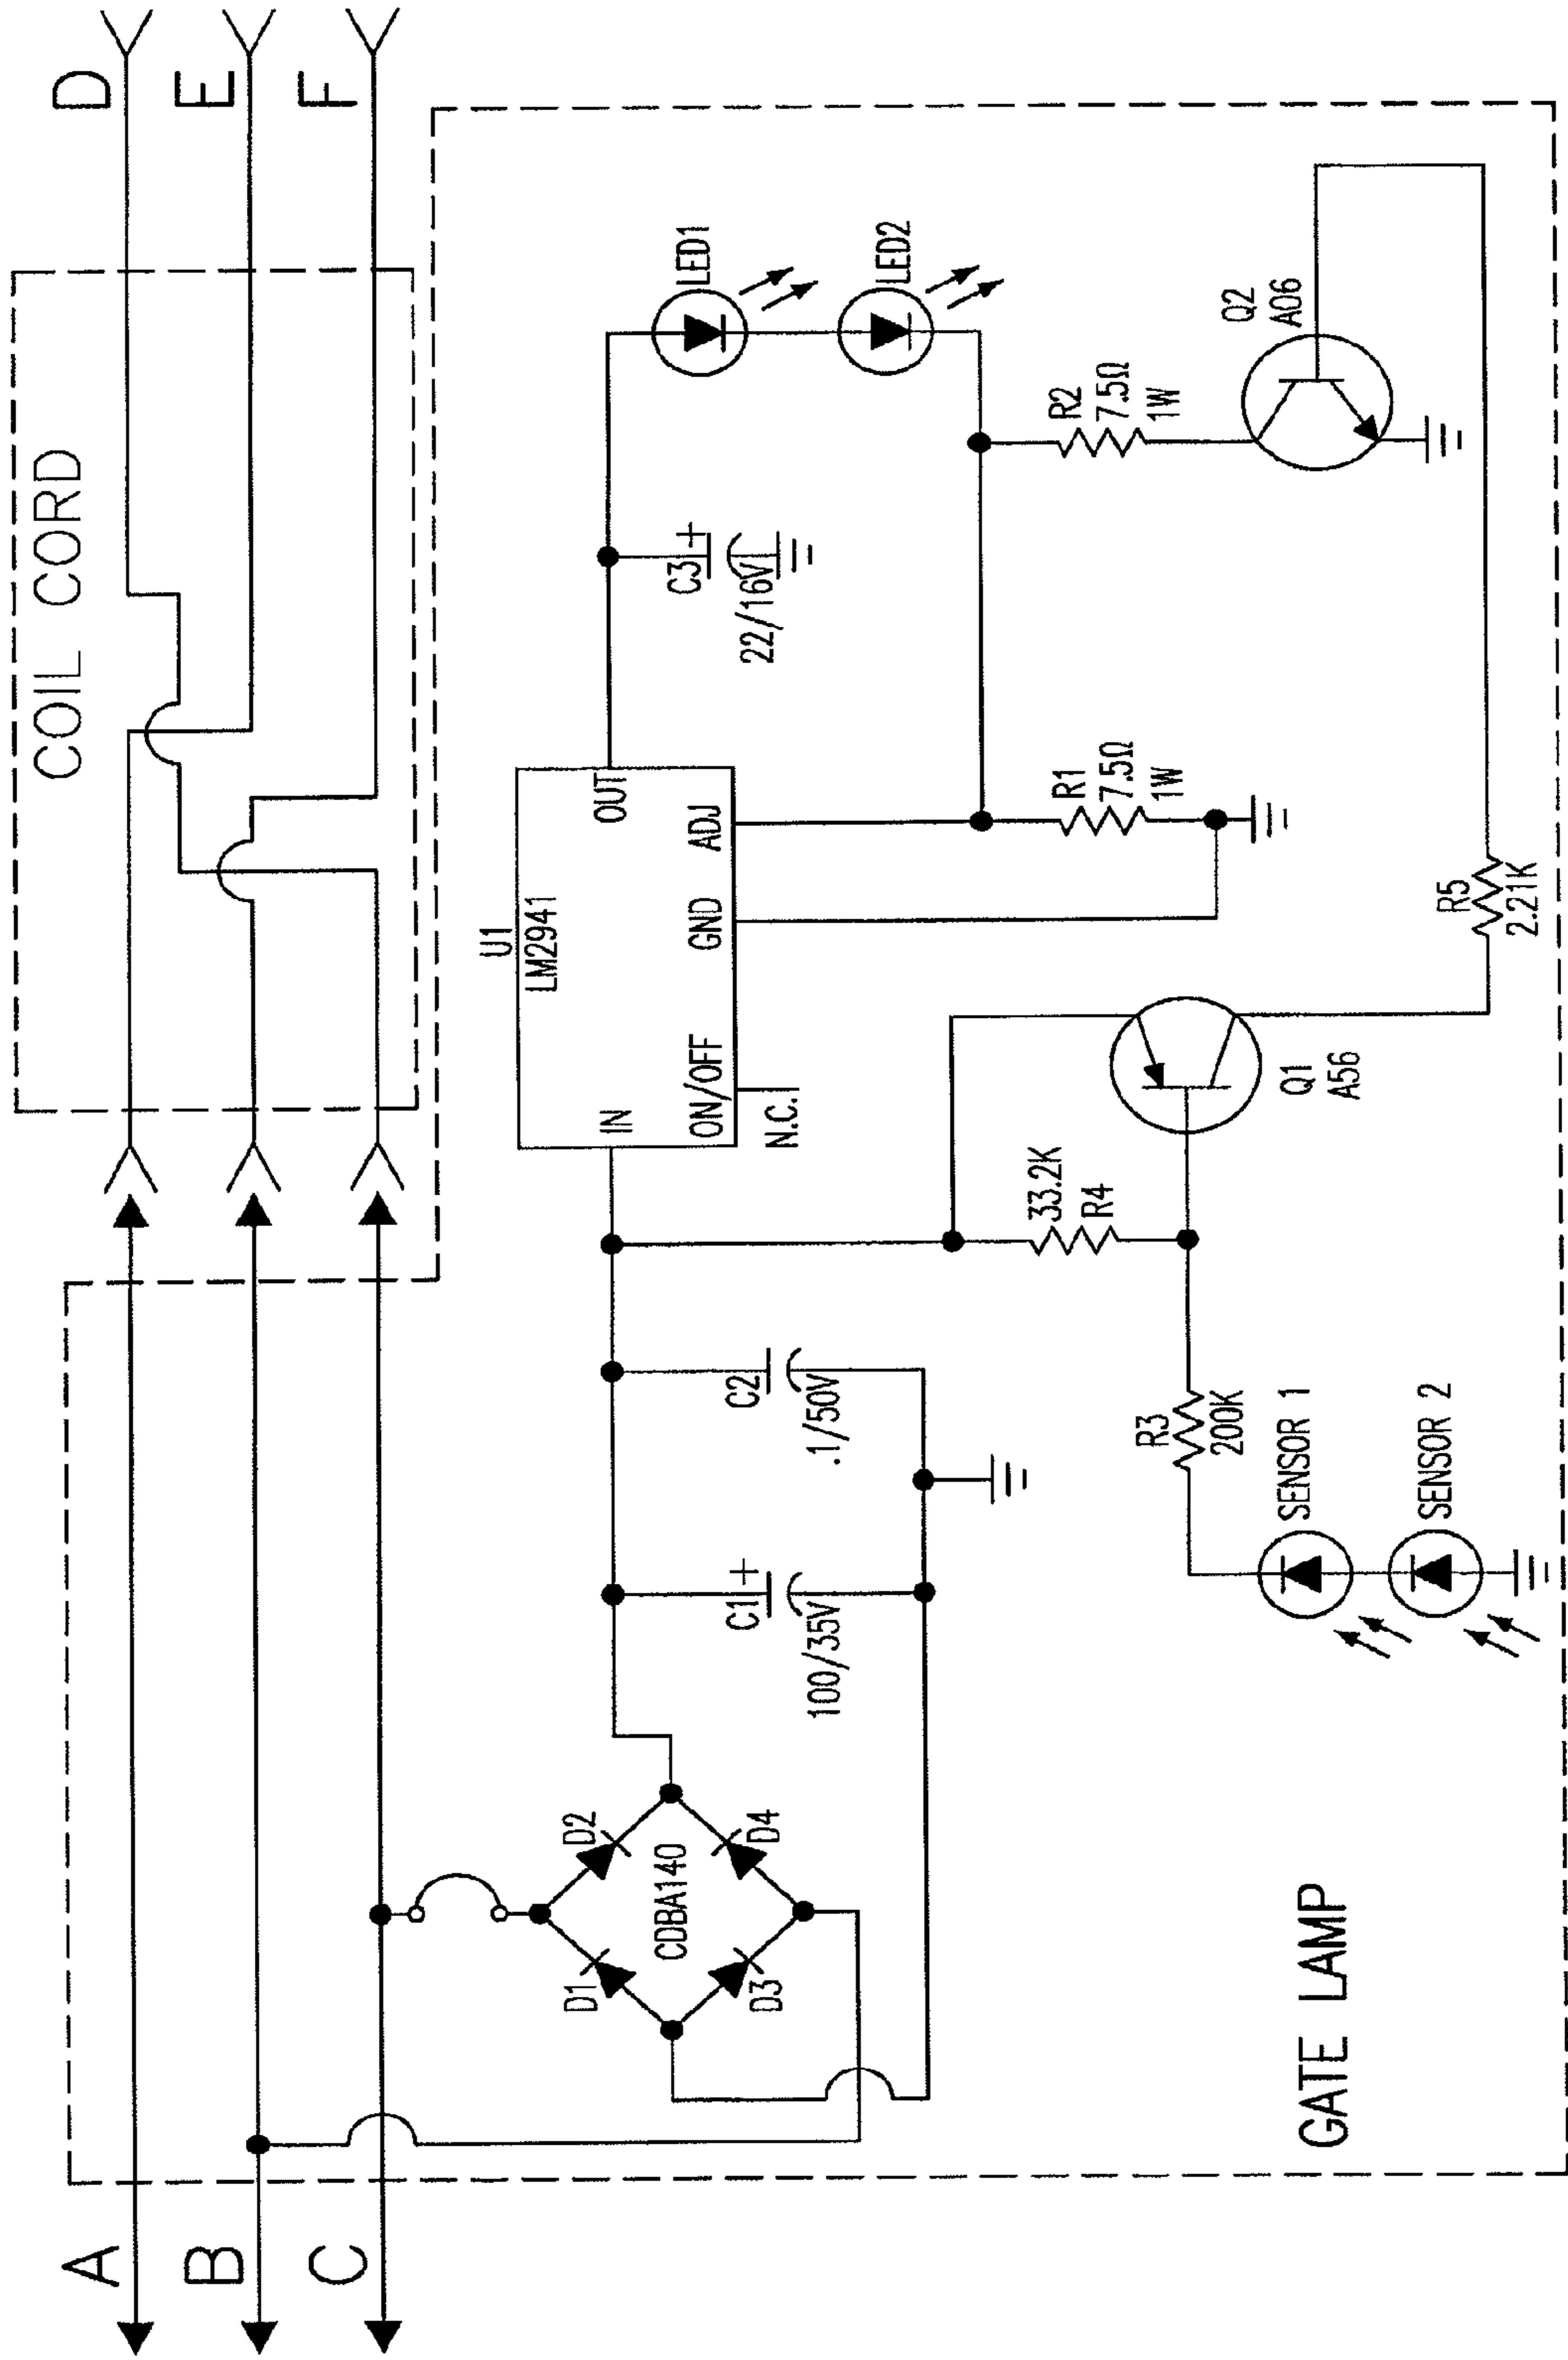 COIL CORD
D
E
F
A
B
C
U1
LM2941
IN
OUT
ON/OFF
GND
ADJ
N.C.
LED1
LED2
C3 +
22/16V
R2
7.5Ω
1W
Q2
A06
R1
7.5Ω
1W
R5
2.21K
Q1
A56
33.2K
R4
C2
.1/50V
C1 +
100/35V
R3
200K
SENSOR 1
SENSOR 2
D2
D4
CDBA140
D1
D3
GATE LAMP